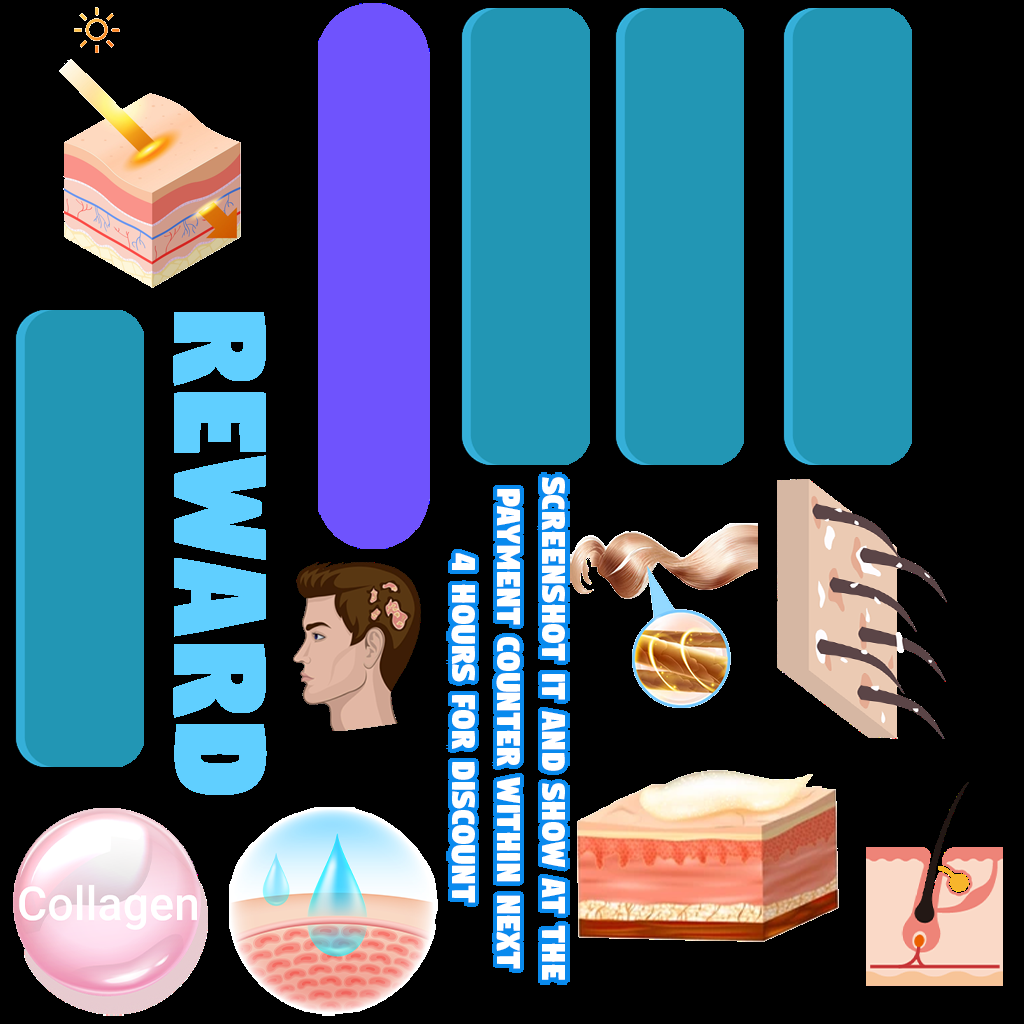 REWARD
SCREENSHOT IT AND SHOW AT THE
PAYMENT COUNTER WITHIN NEXT
4 HOURS FOR DISCOUNT
Collagen